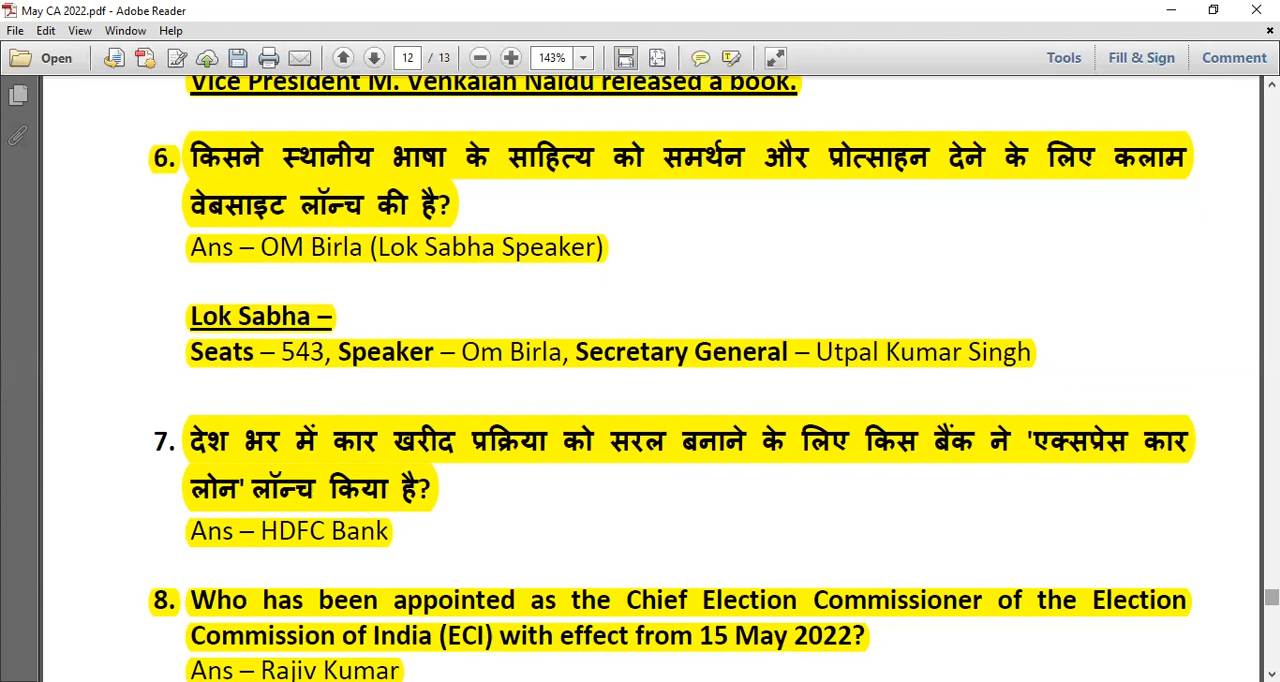 May CA 2022.pdf - Adobe Reader
File Edit View Window Help
Open 12 / 13 143% Tools Fill & Sign Comment
Vice President M. Venkaiah Naidu released a book.
6. किसने स्थानीय भाषा के साहित्य को समर्थन और प्रोत्साहन देने के लिए कलाम
वेबसाइट लॉन्च की है?
Ans – OM Birla (Lok Sabha Speaker)
Lok Sabha –
Seats – 543, Speaker – Om Birla, Secretary General – Utpal Kumar Singh
7. देश भर में कार खरीद प्रक्रिया को सरल बनाने के लिए किस बैंक ने 'एक्सप्रेस कार
लोन' लॉन्च किया है?
Ans – HDFC Bank
8. Who has been appointed as the Chief Election Commissioner of the Election
Commission of India (ECI) with effect from 15 May 2022?
Ans – Rajiv Kumar